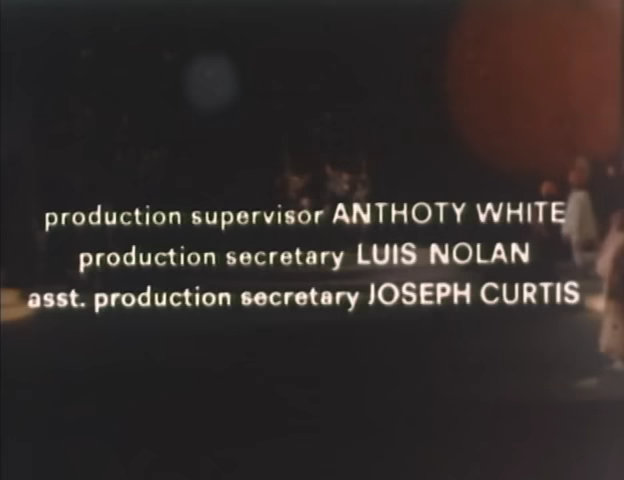 production supervisor ANTHOTY WHITE
production secretary LUIS NOLAN
asst. production secretary JOSEPH CURTIS